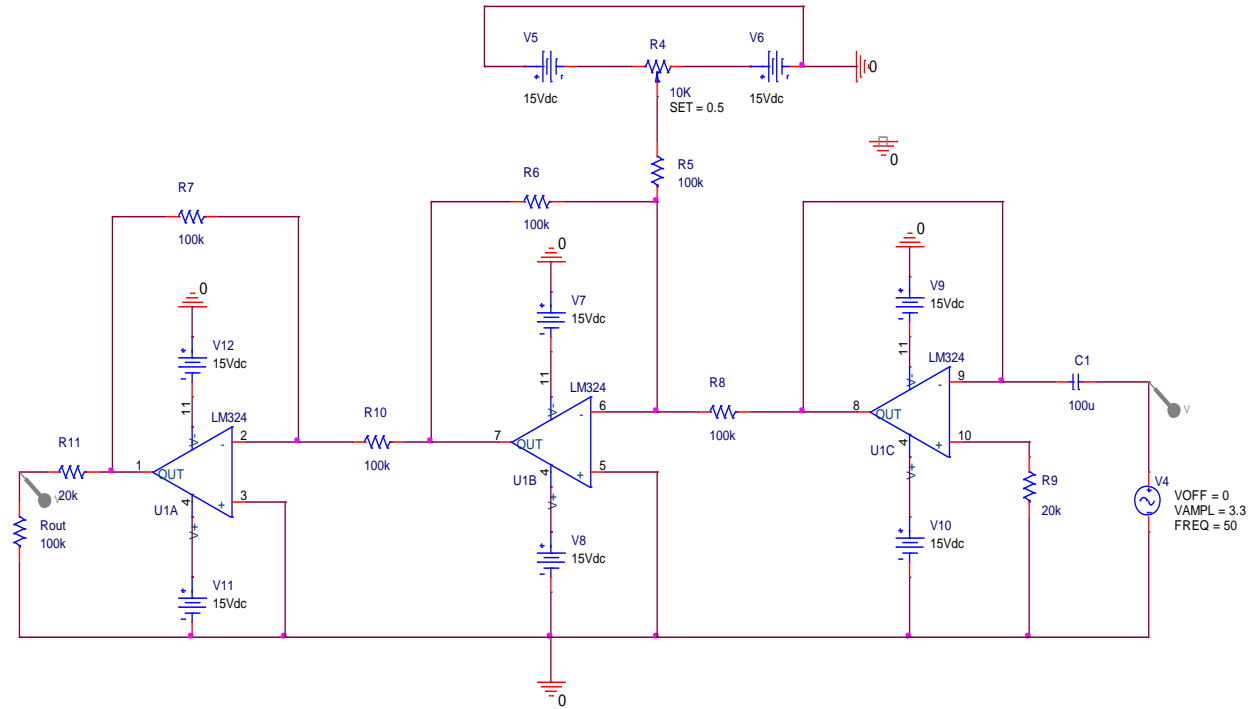 V5
R4
V6
0
15Vdc
10K
SET = 0.5
15Vdc
0
R5
100k
R6
100k
R7
100k
0
0
0
V7
15Vdc
V9
15Vdc
V12
15Vdc
11
V-
LM324
11
V-
LM324
11
V-
LM324
C1
100u
V
R11
20k
1
OUT
U1A
4
V+
2
-
3
+
R10
100k
7
OUT
U1B
4
V+
6
-
5
+
R8
100k
8
OUT
U1C
4
V+
9
-
10
+
R9
20k
V4
VOFF = 0
VAMPL = 3.3
FREQ = 50
V
Rout
100k
V11
15Vdc
V8
15Vdc
V10
15Vdc
0